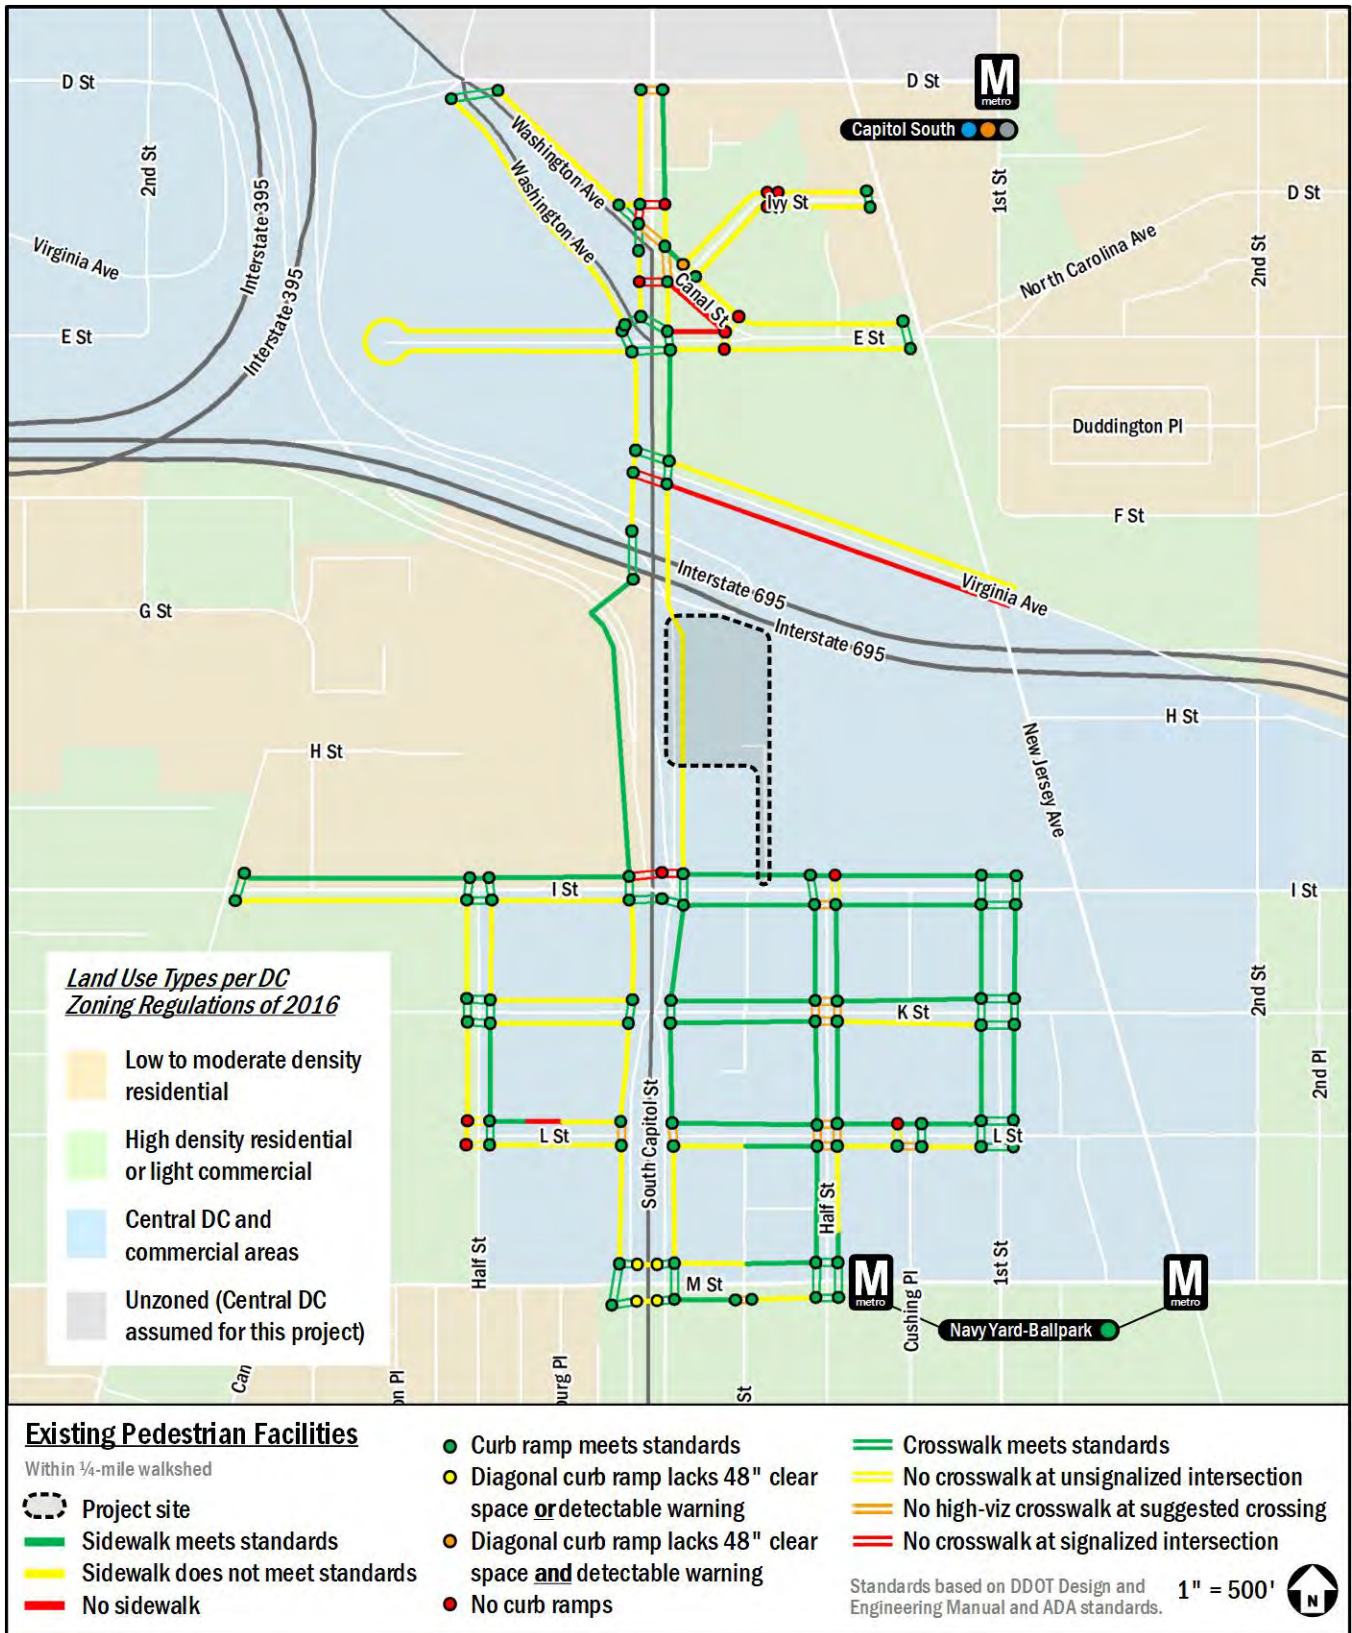 D St
D St
M
metro
Capitol South
2nd St
Washington Ave
Washington Ave
Ivy St
1st St
D St
Interstate 395
Virginia Ave
North Carolina Ave
2nd St
Interstate 395
Canal St
E St
E St
Duddington Pl
F St
Interstate 695
Virginia Ave
G St
Interstate 695
H St
H St
New Jersey Ave
I St
I St
Land Use Types per DC
Zoning Regulations of 2016
Low to moderate density
residential
High density residential
or light commercial
Central DC and
commercial areas
Unzoned (Central DC
assumed for this project)
K St
2nd St
2nd Pl
South Capitol St
L St
L St
Half St
Half St
1st St
M St
M
metro
M
metro
Cushing Pl
Navy Yard-Ballpark
Can
on Pl
burg Pl
St
Existing Pedestrian Facilities
Within ¼-mile walkshed
Project site
Sidewalk meets standards
Sidewalk does not meet standards
No sidewalk
Curb ramp meets standards
Diagonal curb ramp lacks 48" clear
space or detectable warning
Diagonal curb ramp lacks 48" clear
space and detectable warning
No curb ramps
Crosswalk meets standards
No crosswalk at unsignalized intersection
No high-viz crosswalk at suggested crossing
No crosswalk at signalized intersection
Standards based on DDOT Design and
Engineering Manual and ADA standards.
1" = 500'
N